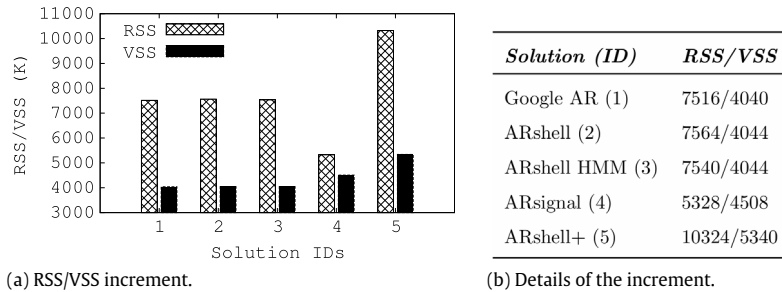 RSS/VSS (K)
11000
10000
9000
8000
7000
6000
5000
4000
3000
RSS
VSS
1 2 3 4 5
Solution IDs
(a) RSS/VSS increment.
Solution (ID) RSS/VSS
Google AR (1) 7516/4040
ARshell (2) 7564/4044
ARshell HMM (3) 7540/4044
ARsignal (4) 5328/4508
ARshell+ (5) 10324/5340
(b) Details of the increment.